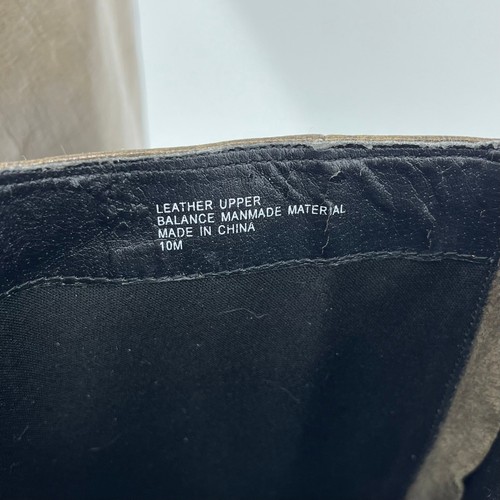 LEATHER UPPER
BALANCE MANMADE MATERIAL
MADE IN CHINA
10M